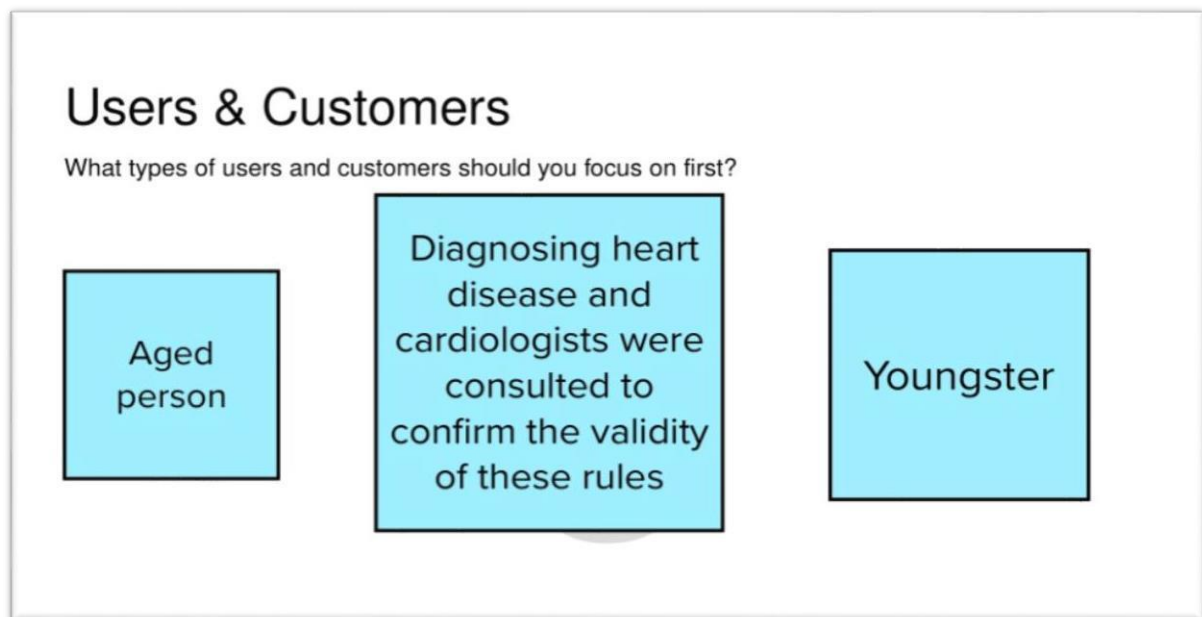 Users & Customers
What types of users and customers should you focus on first?
Aged
person
Diagnosing heart
disease and
cardiologists were
consulted to
confirm the validity
of these rules
Youngster